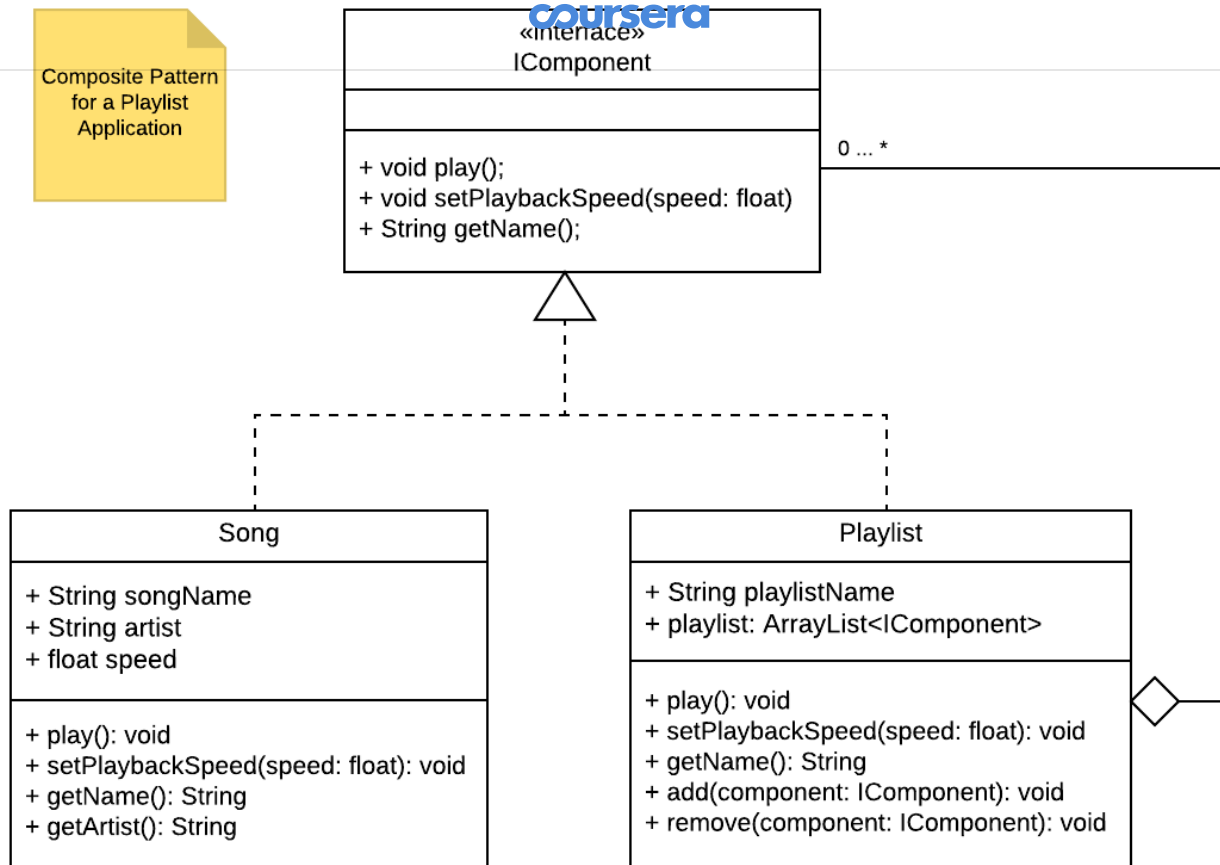 coursera
Composite Pattern
for a Playlist
Application
«interface»
IComponent
+ void play();
+ void setPlaybackSpeed(speed: float)
+ String getName();
0 ... *
Song
+ String songName
+ String artist
+ float speed
+ play(): void
+ setPlaybackSpeed(speed: float): void
+ getName(): String
+ getArtist(): String
Playlist
+ String playlistName
+ playlist: ArrayList<IComponent>
+ play(): void
+ setPlaybackSpeed(speed: float): void
+ getName(): String
+ add(component: IComponent): void
+ remove(component: IComponent): void